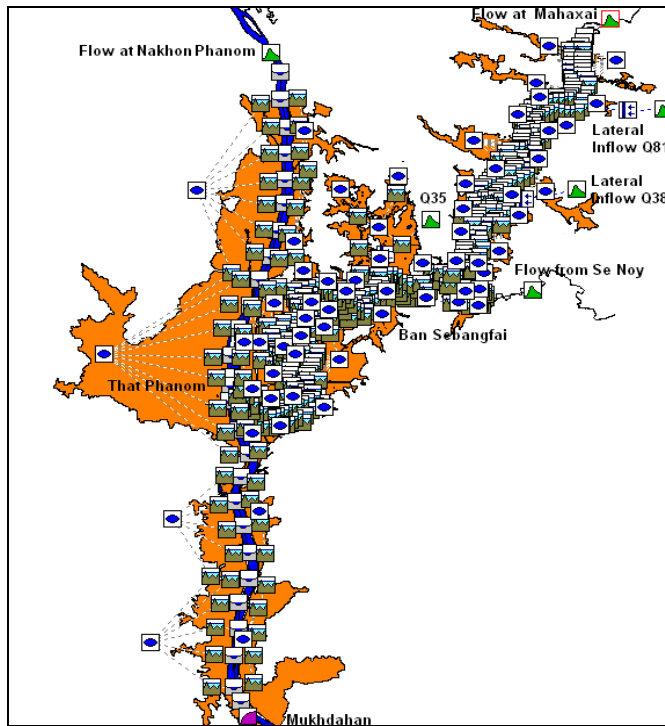 Flow at Mahaxai
Flow at Nakhon Phanom
Lateral
Inflow Q81
Q35
Lateral
Inflow Q38
Flow from Se Noy
Ban Sebangfai
That Phanom
Mukhdahan